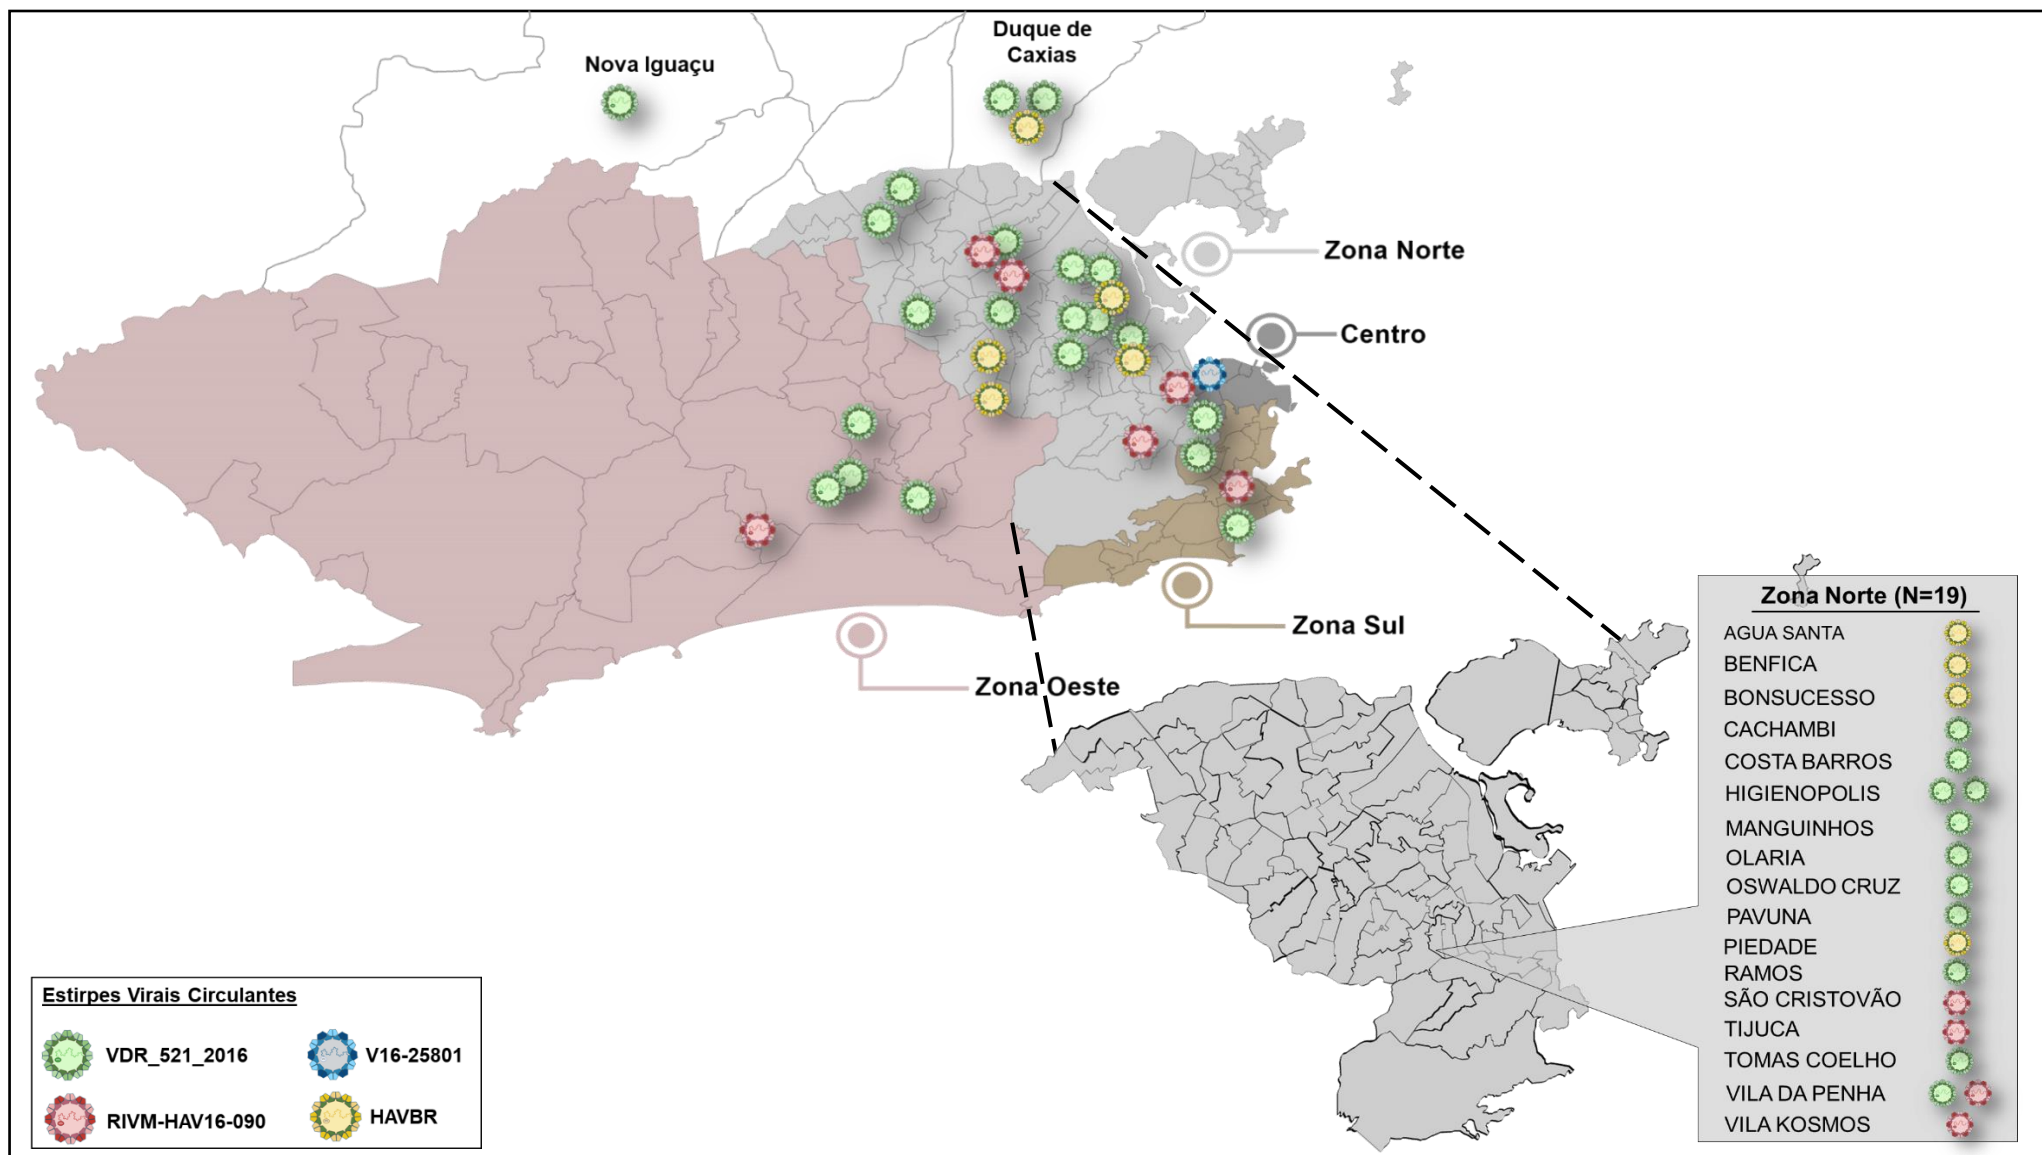 Duque de
Caxias
Nova Iguaçu
Zona Norte
Centro
Zona Sul
Zona Oeste
Zona Norte (N=19)
AGUA SANTA
BENFICA
BONSUCESSO
CACHAMBI
COSTA BARROS
HIGIENOPOLIS
MANGUINHOS
OLARIA
OSWALDO CRUZ
PAVUNA
PIEDADE
RAMOS
SÃO CRISTOVÃO
TIJUCA
TOMAS COELHO
VILA DA PENHA
VILA KOSMOS
Estirpes Virais Circulantes
VDR_521_2016
V16-25801
RIVM-HAV16-090
HAVBR